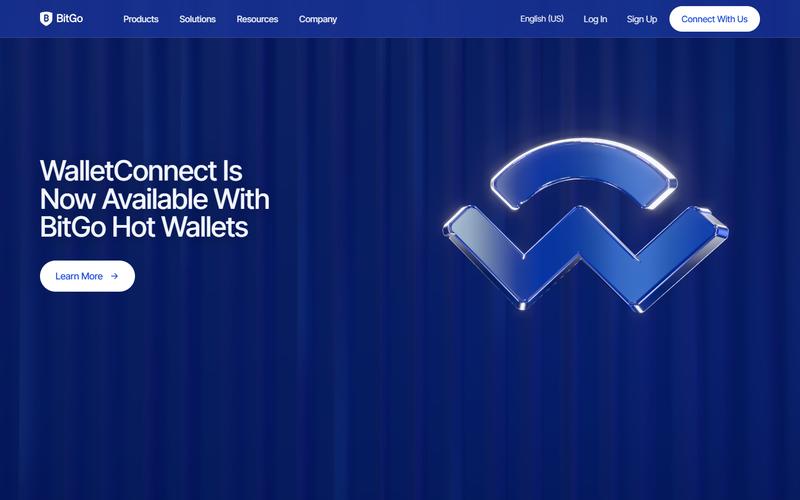 BitGo
Products
Solutions
Resources
Company
English (US)
Log In
Sign Up
Connect With Us
WalletConnect Is
Now Available With
BitGo Hot Wallets
Learn More →